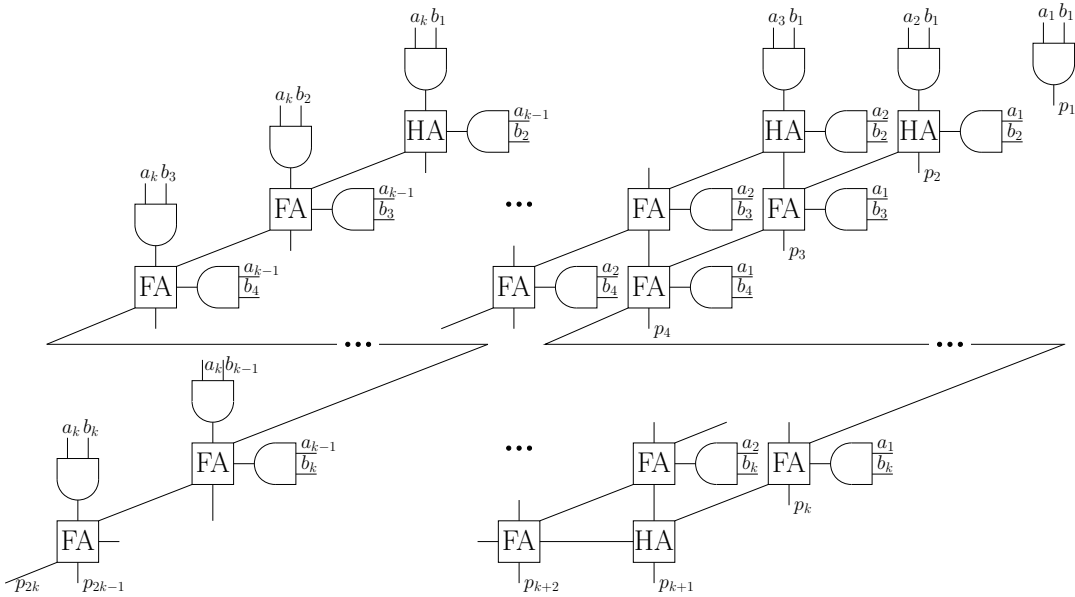 a_k b_1
a_3 b_1
a_2 b_1
a_1 b_1
a_k b_2
HA
a_{k-1}
b_2
HA
a_2
b_2
HA
a_1
b_2
p_1
a_k b_3
p_2
FA
a_{k-1}
b_3
...
FA
a_2
b_3
FA
a_1
b_3
p_3
FA
a_{k-1}
b_4
FA
a_2
b_4
FA
a_1
b_4
p_4
...
...
a_k b_{k-1}
a_k b_k
FA
a_{k-1}
b_k
...
FA
a_2
b_k
FA
a_1
b_k
p_k
FA
FA
HA
p_{2k}
p_{2k-1}
p_{k+2}
p_{k+1}